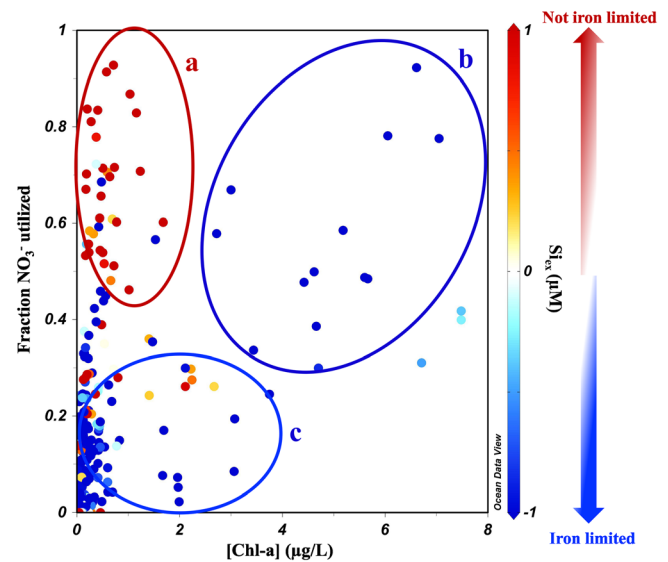 Not iron limited
1
0.8
0.6
0.4
0.2
0
Fraction NO3- utilized
a
b
c
0
2
4
6
8
[Chl-a] (µg/L)
Ocean Data View
1
0
-1
Siex (µM)
Iron limited